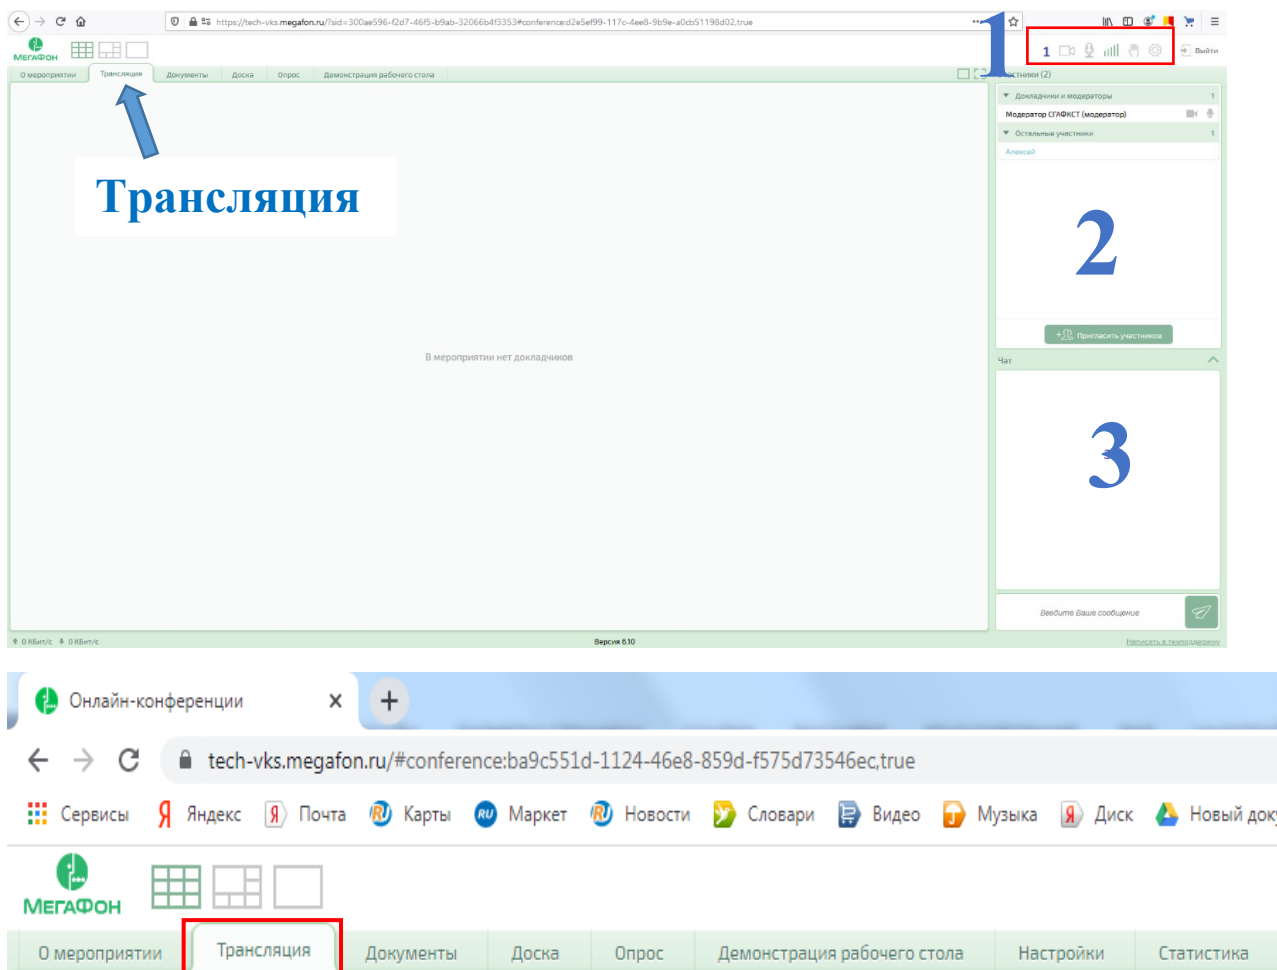 https://tech-vks.megafon.ru/?sid=300ae596-f2d7-46f5-b9ab-32066b4f3353#conference:d2e5ef99-117c-4ee8-9b9e-a0cb51198d02,true
1
МЕГАФОН
1
Выйти
О мероприятии Трансляция Документы Доска Опрос Демонстрация рабочего стола
стники (2)
Докладчики и модераторы 1
Модератор СГАФКСТ (модератор)
Остальные участники 1
Алексей
Трансляция
2
Пригласить участников
В мероприятии нет докладчиков
Чат
3
Введите Ваше сообщение
0 КБит/с 0 КБит/с
Версия 6.10
Написать в техподдержку
Онлайн-конференции
tech-vks.megafon.ru/#conference:ba9c551d-1124-46e8-859d-f575d73546ec,true
Сервисы Яндекс Почта Карты Маркет Новости Словари Видео Музыка Диск Новый доку
МЕГАФОН
О мероприятии Трансляция Документы Доска Опрос Демонстрация рабочего стола Настройки Статистика